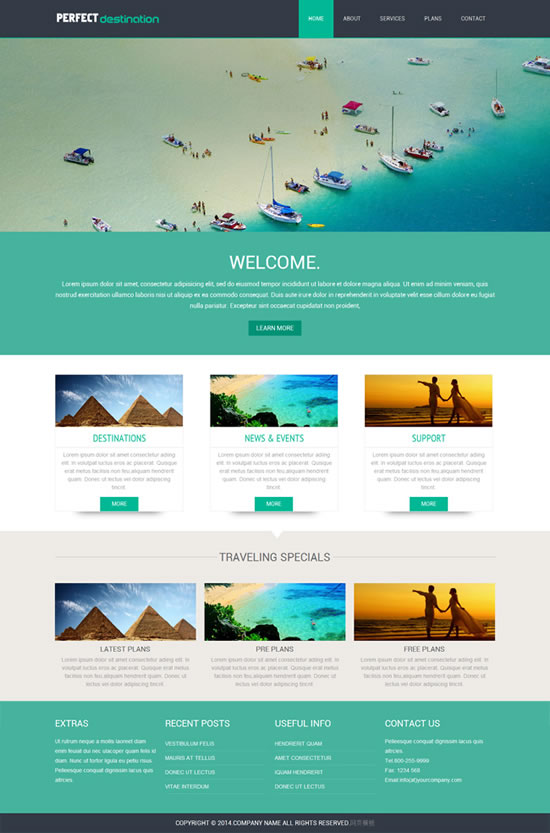 PERFECT destination
HOME ABOUT SERVICES PLANS CONTACT
WELCOME.
Lorem ipsum dolor sit amet, consectetur adipisicing elit, sed do eiusmod tempor incididunt ut labore et dolore magna aliqua. Ut enim ad minim veniam, quis
nostrud exercitation ullamco laboris nisi ut aliquip ex ea commodo consequat. Duis aute irure dolor in reprehenderit in voluptate velit esse cillum dolore eu fugiat
nulla pariatur. Excepteur sint occaecat cupidatat non proident,
LEARN MORE
DESTINATIONS
Lorem ipsum dolor sit amet consectetur adipiscing
elit. In volutpat luctus eros ac placerat. Quisque
erat metus facilisis non feu,aliquam hendrerit
quam. Donec ut lectus vel dolor adipiscing
tincnt.
MORE
NEWS & EVENTS
Lorem ipsum dolor sit amet consectetur adipiscing
elit. In volutpat luctus eros ac placerat. Quisque
erat metus facilisis non feu,aliquam hendrerit
quam. Donec ut lectus vel dolor adipiscing
tincnt.
MORE
SUPPORT
Lorem ipsum dolor sit amet consectetur adipiscing
elit. In volutpat luctus eros ac placerat. Quisque
erat metus facilisis non feu,aliquam hendrerit
quam. Donec ut lectus vel dolor adipiscing
tincnt.
MORE
TRAVELING SPECIALS
LATEST PLANS
Lorem ipsum dolor sit amet consectetur adipiscing elit. In
volutpat luctus eros ac placerat. Quisque erat metus
facilisis non feu,aliquam hendrerit quam. Donec ut
lectus vel dolor adipiscing tincnt.
PRE PLANS
Lorem ipsum dolor sit amet consectetur adipiscing elit. In
volutpat luctus eros ac placerat. Quisque erat metus
facilisis non feu,aliquam hendrerit quam. Donec ut
lectus vel dolor adipiscing tincnt.
FREE PLANS
Lorem ipsum dolor sit amet consectetur adipiscing elit. In
volutpat luctus eros ac placerat. Quisque erat metus
facilisis non feu,aliquam hendrerit quam. Donec ut
lectus vel dolor adipiscing tincnt.
EXTRAS
Ut rutrum neque a mollis laoreet diam
enim feuiat dui nec ulacoper quam felis id
diam. Nunc ut tortor ligula eu petiu risus.
Pelleesque conquat dignissim lacus quis
altrcies.
RECENT POSTS
VESTIBULUM FELIS
MAURIS AT TELLUS
DONEC UT LECTUS
VITAE INTERDUM
USEFUL INFO
HENDRERIT QUAM
AMET CONSECTETUR
IQUAM HENDRERIT
DONEC UT LECTUS
CONTACT US
Pelleesque conquat dignissim lacus quis
altrcies.
Tel:800-255-9999
Fax: 1234 568
Email:info(at)yourcompany.com
COPYRIGHT © 2014.COMPANY NAME ALL RIGHTS RESERVED.网页模板